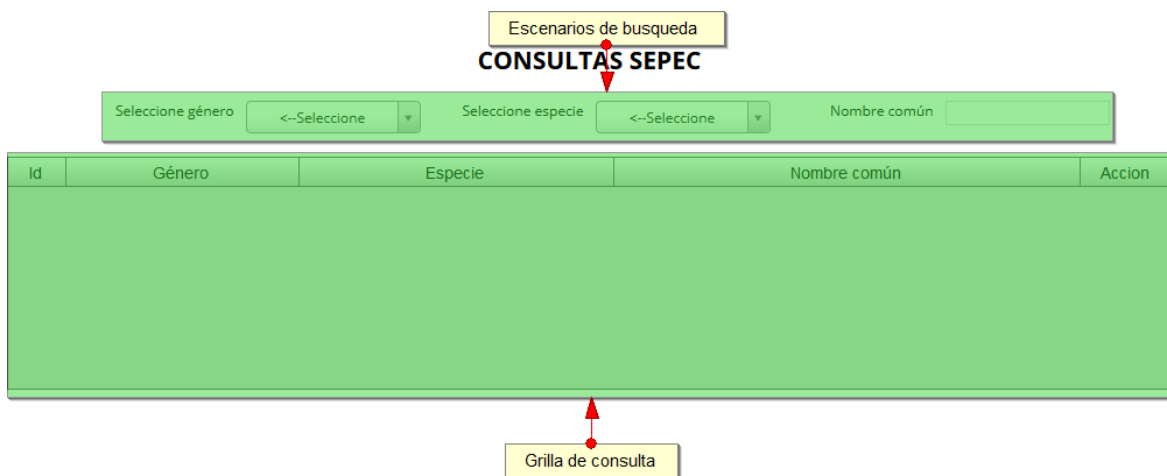 Escenarios de busqueda
CONSULTAS SEPEC
Seleccione género <--Seleccione Seleccione especie <--Seleccione Nombre común
Id Género Especie Nombre común Accion
Grilla de consulta